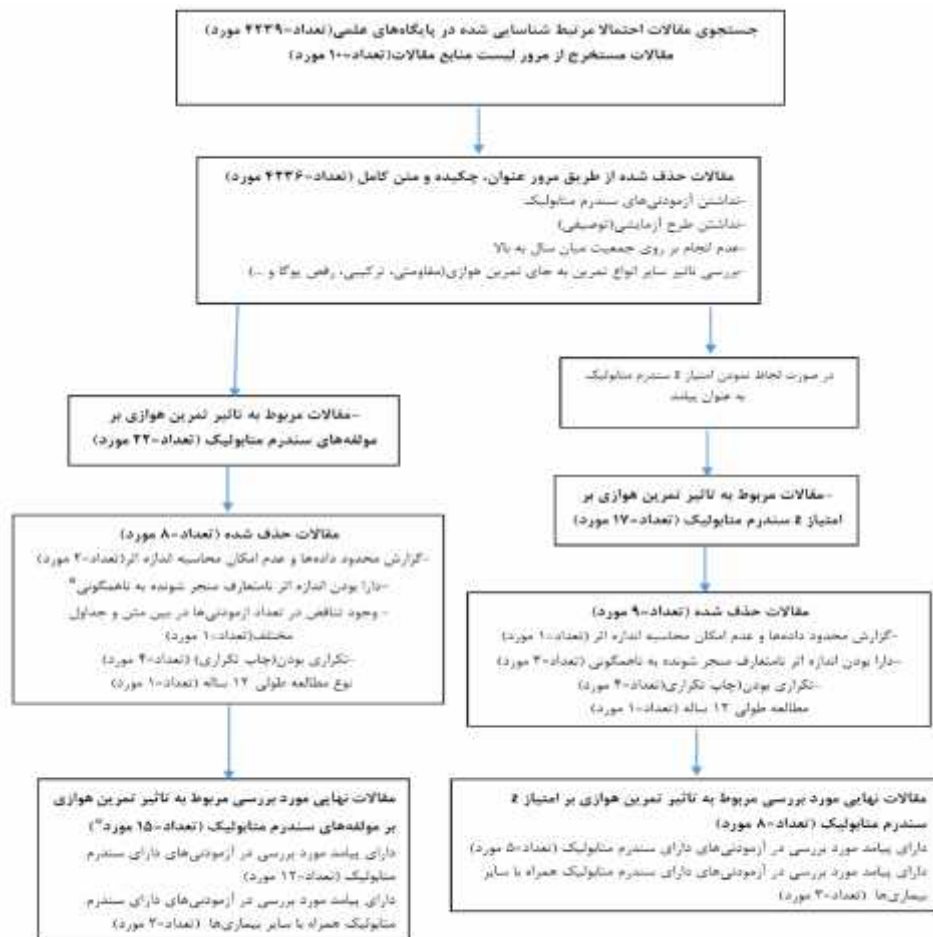 جستجوی مقالات احتمالا مرتبط شناسایی شده در پایگاه‌های علمی(تعداد=۴۲۳۹ مورد)
مقالات مستخرج از مرور لیست منابع مقالات(تعداد=۱۰ مورد)
مقالات حذف شده از طریق مرور عنوان، چکیده و متن کامل (تعداد=۴۲۳۶ مورد)
-نداشتن آزمودنی‌های سندرم متابولیک
-نداشتن طرح آزمایشی(توصیفی)
-عدم انجام بر روی جمعیت میان سال به بالا
-بررسی تاثیر سایر انواع تمرین به جای تمرین هوازی(مقاومتی، ترکیبی، رقص یوگا و ...)
در صورت لحاظ نمودن امتیاز z سندرم متابولیک
به عنوان پیامد
-مقالات مربوط به تاثیر تمرین هوازی بر
امتیاز z سندرم متابولیک (تعداد=۱۷ مورد)
مقالات حذف شده (تعداد=۹ مورد)
-گزارش محدود داده‌ها و عدم امکان محاسبه اندازه اثر (تعداد=۱ مورد)
-دارا بودن اندازه اثر نامتعارف منجر شونده به ناهمگونی (تعداد=۳ مورد)
-تکراری بودن(چاپ تکراری)(تعداد=۴ مورد)
مطالعه طولی ۱۲ ساله (تعداد=۱ مورد)
مقالات نهایی مورد بررسی مربوط به تاثیر تمرین هوازی بر امتیاز z
سندرم متابولیک (تعداد=۸ مورد)
دارای پیامد مورد بررسی در آزمودنی‌های دارای سندرم متابولیک (تعداد=۵ مورد)
دارای پیامد مورد بررسی در آزمودنی‌های دارای سندرم متابولیک همراه با سایر
بیماری‌ها (تعداد=۳ مورد)
-مقالات مربوط به تاثیر تمرین هوازی بر
مولفه‌های سندرم متابولیک (تعداد=۲۲ مورد)
مقالات حذف شده (تعداد=۸ مورد)
-گزارش محدود داده‌ها و عدم امکان محاسبه اندازه اثر(تعداد=۲ مورد)
-دارا بودن اندازه اثر نامتعارف منجر شونده به ناهمگونی*
- وجود تناقض در تعداد ازمودنی‌ها در بین متن و جداول
مختلف(تعداد=۱ مورد)
-تکراری بودن(چاپ تکراری) (تعداد=۴ مورد)
نوع مطالعه طولی ۱۲ ساله (تعداد=۱ مورد)
مقالات نهایی مورد بررسی مربوط به تاثیر تمرین هوازی
بر مولفه‌های سندرم متابولیک (تعداد=۱۵ مورد*)
دارای پیامد مورد بررسی در آزمودنی‌های دارای سندرم
متابولیک (تعداد=۱۲ مورد)
دارای پیامد مورد بررسی در آزمودنی‌های دارای سندرم
متابولیک همراه با سایر بیماری‌ها (تعداد=۳ مورد)